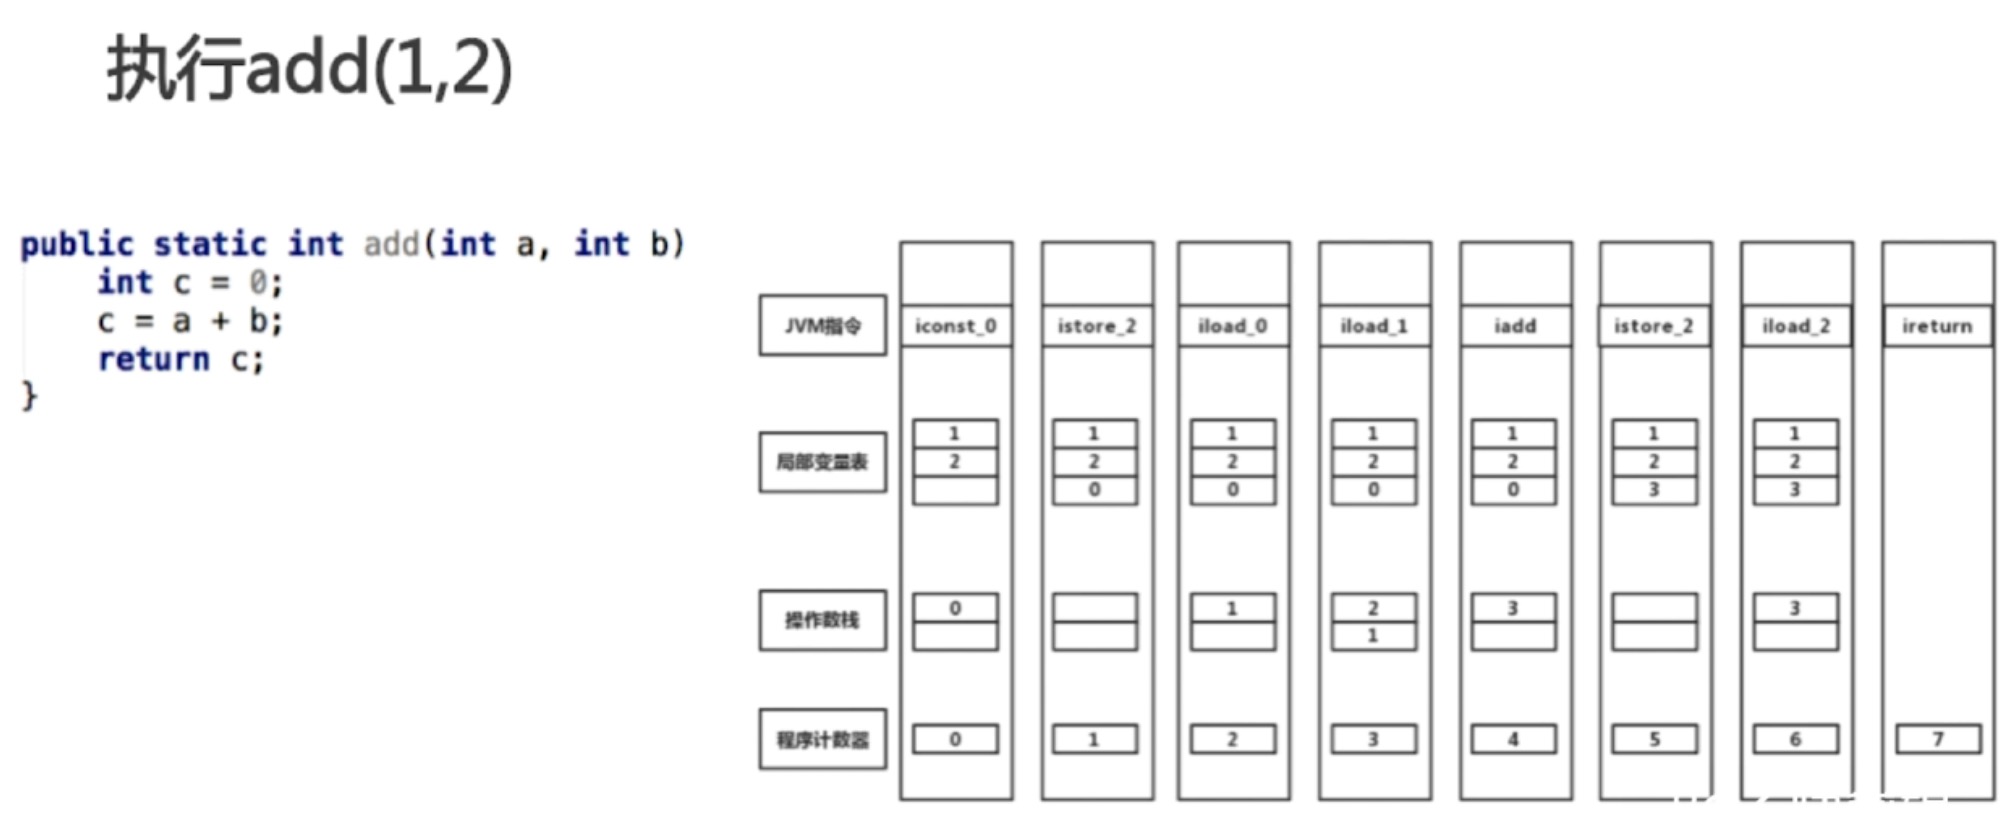 执行add(1,2)
public static int add(int a, int b)
int c = 0;
c = a + b;
return c;
}
JVM指令 iconst_0 istore_2 iload_0 iload_1 iadd istore_2 iload_2 ireturn
1 1 1 1 1 1 1
局部变量表 2 2 2 2 2 2 2
0 0 0 0 3 3
0 1 2 3 3
操作数栈
1
程序计数器 0 1 2 3 4 5 6 7